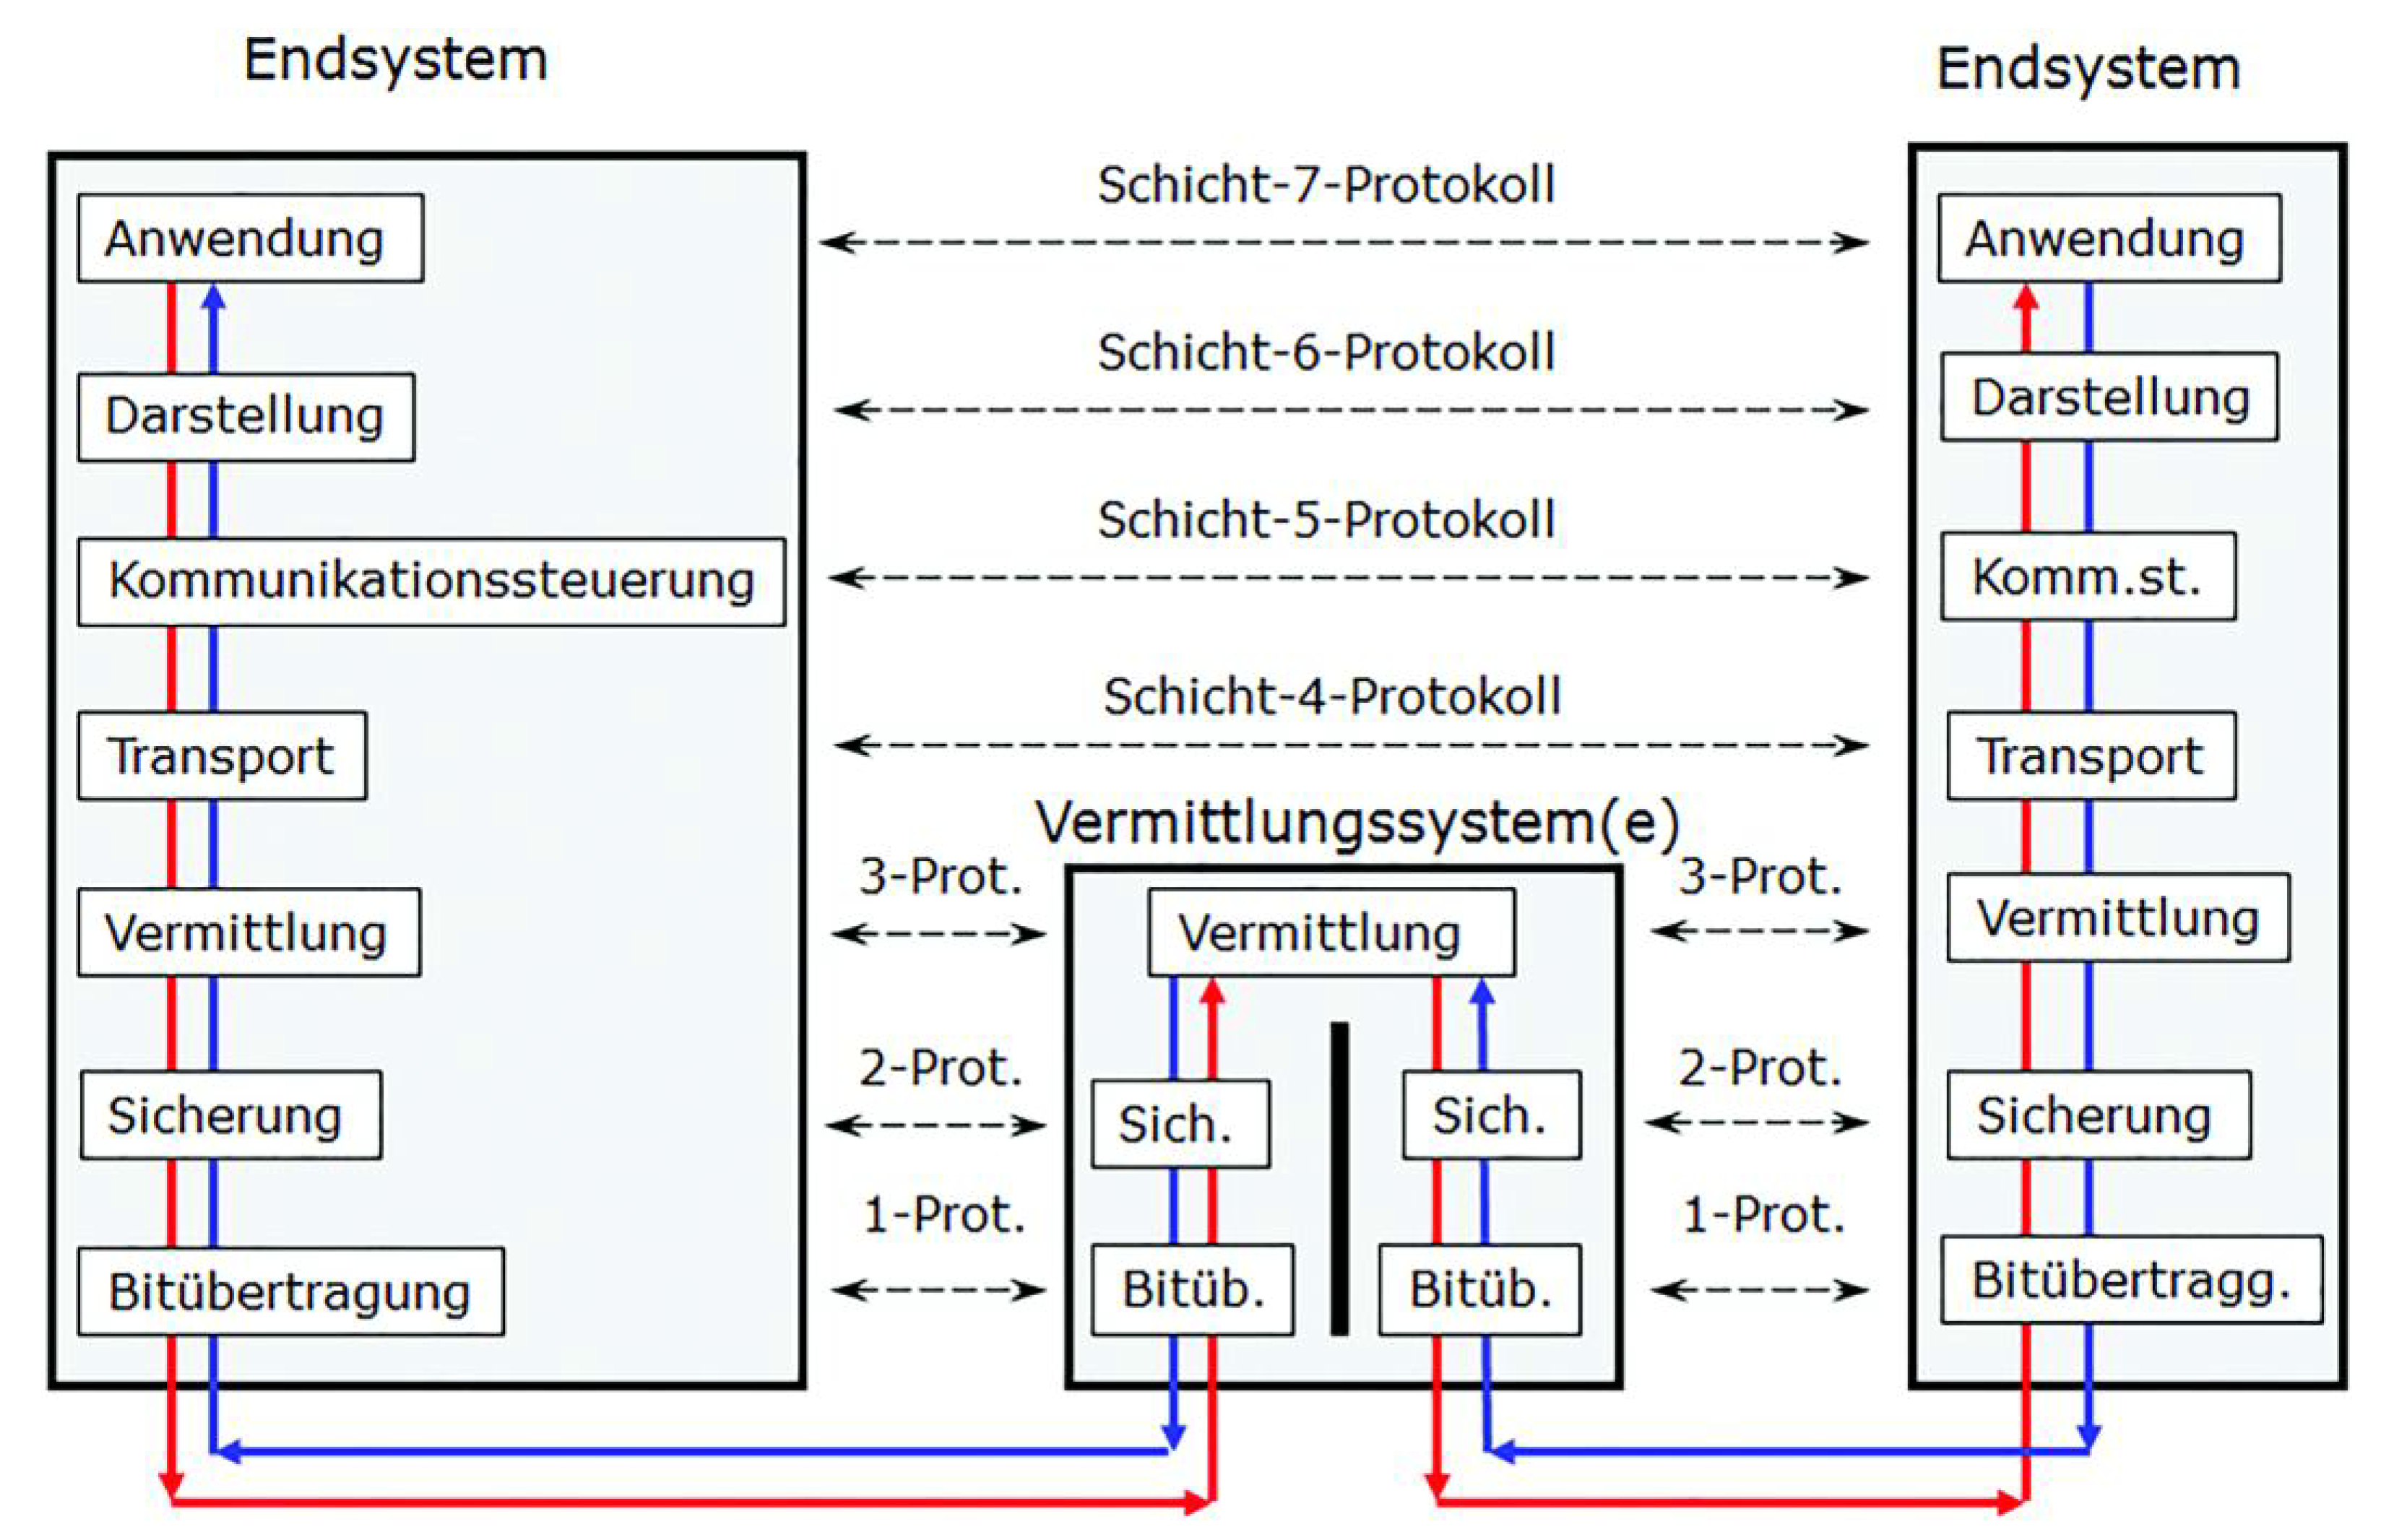 Endsystem
Endsystem
Anwendung
Schicht-7-Protokoll
Anwendung
Darstellung
Schicht-6-Protokoll
Darstellung
Kommunikationssteuerung
Schicht-5-Protokoll
Komm.st.
Transport
Schicht-4-Protokoll
Transport
Vermittlungssystem(e)
Vermittlung
3-Prot.
Vermittlung
3-Prot.
Vermittlung
Sicherung
2-Prot.
Sich.
Sich.
2-Prot.
Sicherung
Bitübertragung
1-Prot.
Bitüb.
Bitüb.
1-Prot.
Bitübertragg.